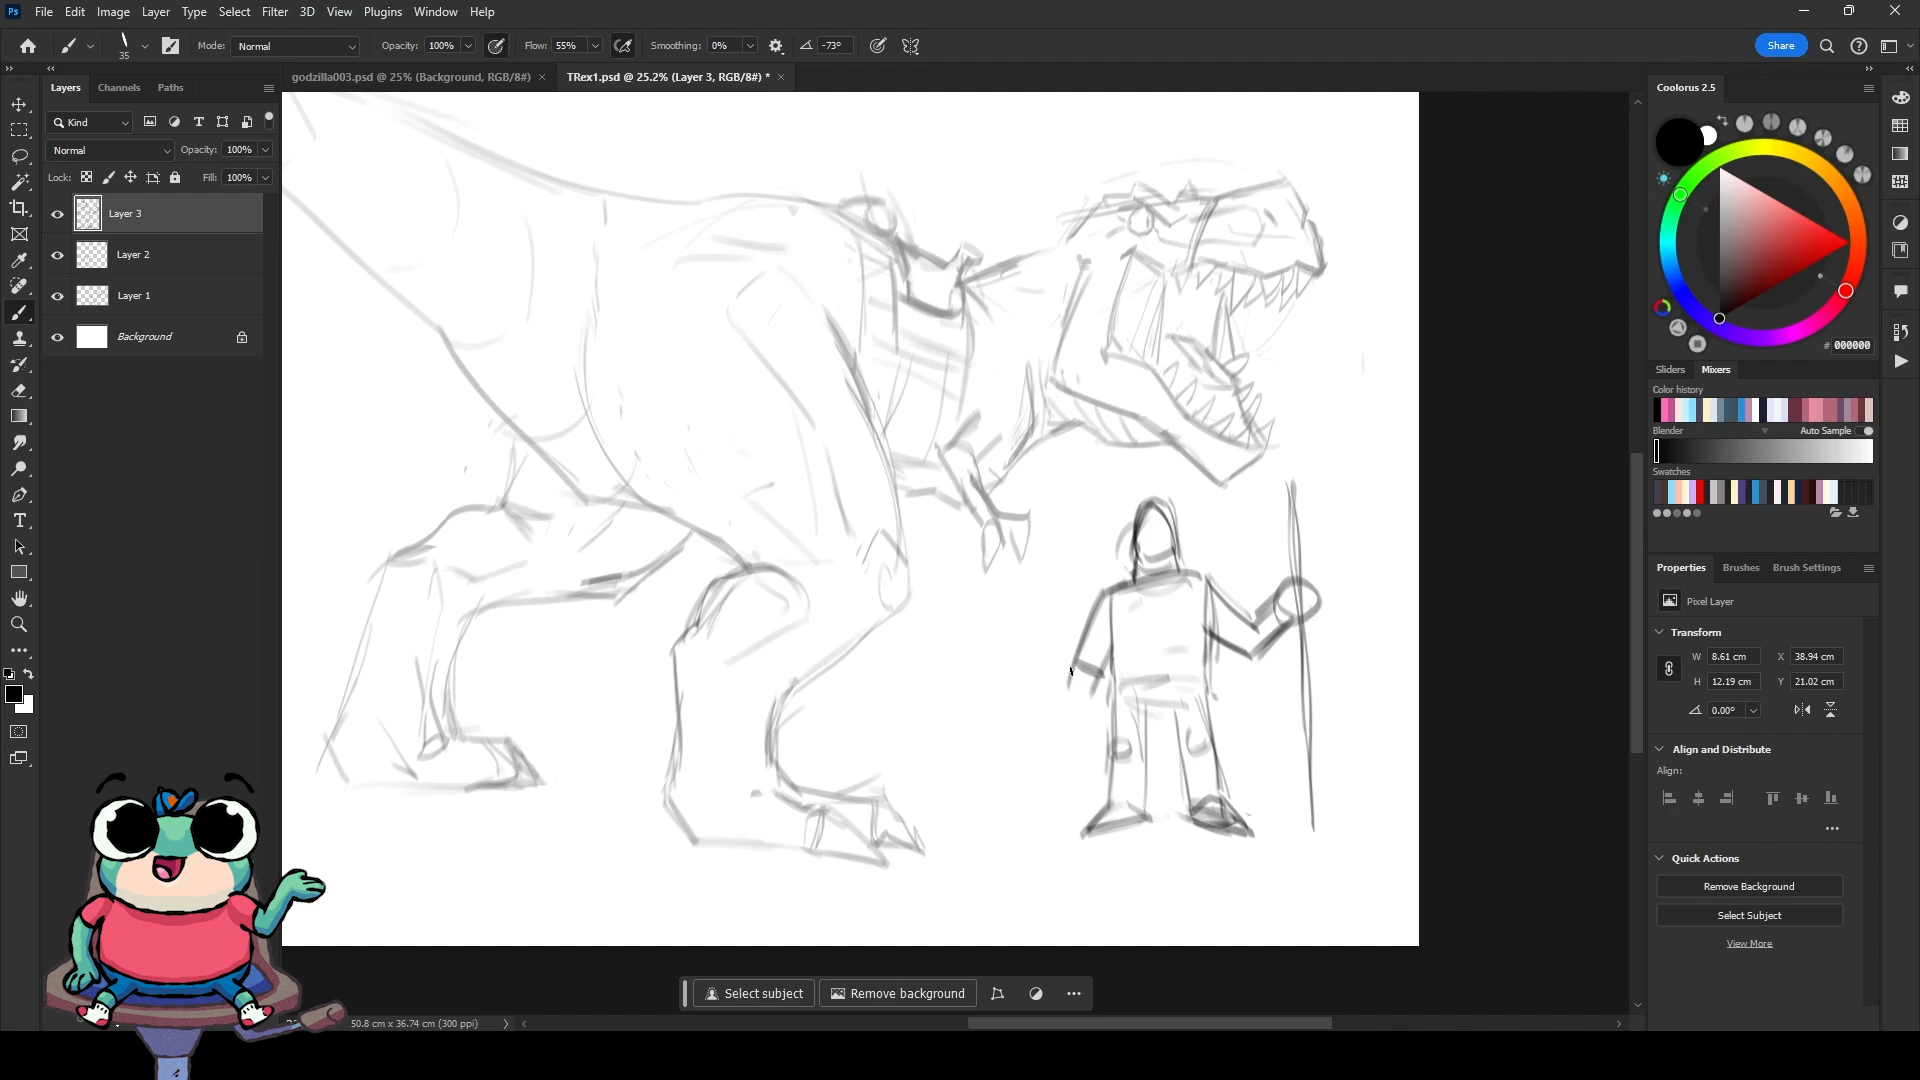 Ps File Edit Image Layer Type Select Filter 3D View Plugins Window Help
35 Mode: Normal Opacity: 100% Flow: 55% Smoothing: 0% -73° Share
Layers Channels Paths
godzilla003.psd @ 25% (Background, RGB/8#)
TRex1.psd @ 25.2% (Layer 3, RGB/8#) *
Kind
Normal Opacity: 100%
Lock: Fill: 100%
Layer 3
Layer 2
Layer 1
Background
Coolorus 2.5
# 000000
Sliders Mixers
Color history
Blender Auto Sample
Swatches
Properties Brushes Brush Settings
Pixel Layer
Transform
W 8.61 cm X 38.94 cm
H 12.19 cm Y 21.02 cm
0.00°
Align and Distribute
Align:
Quick Actions
Remove Background
Select Subject
View More
Select subject Remove background
50.8 cm x 36.74 cm (300 ppi)